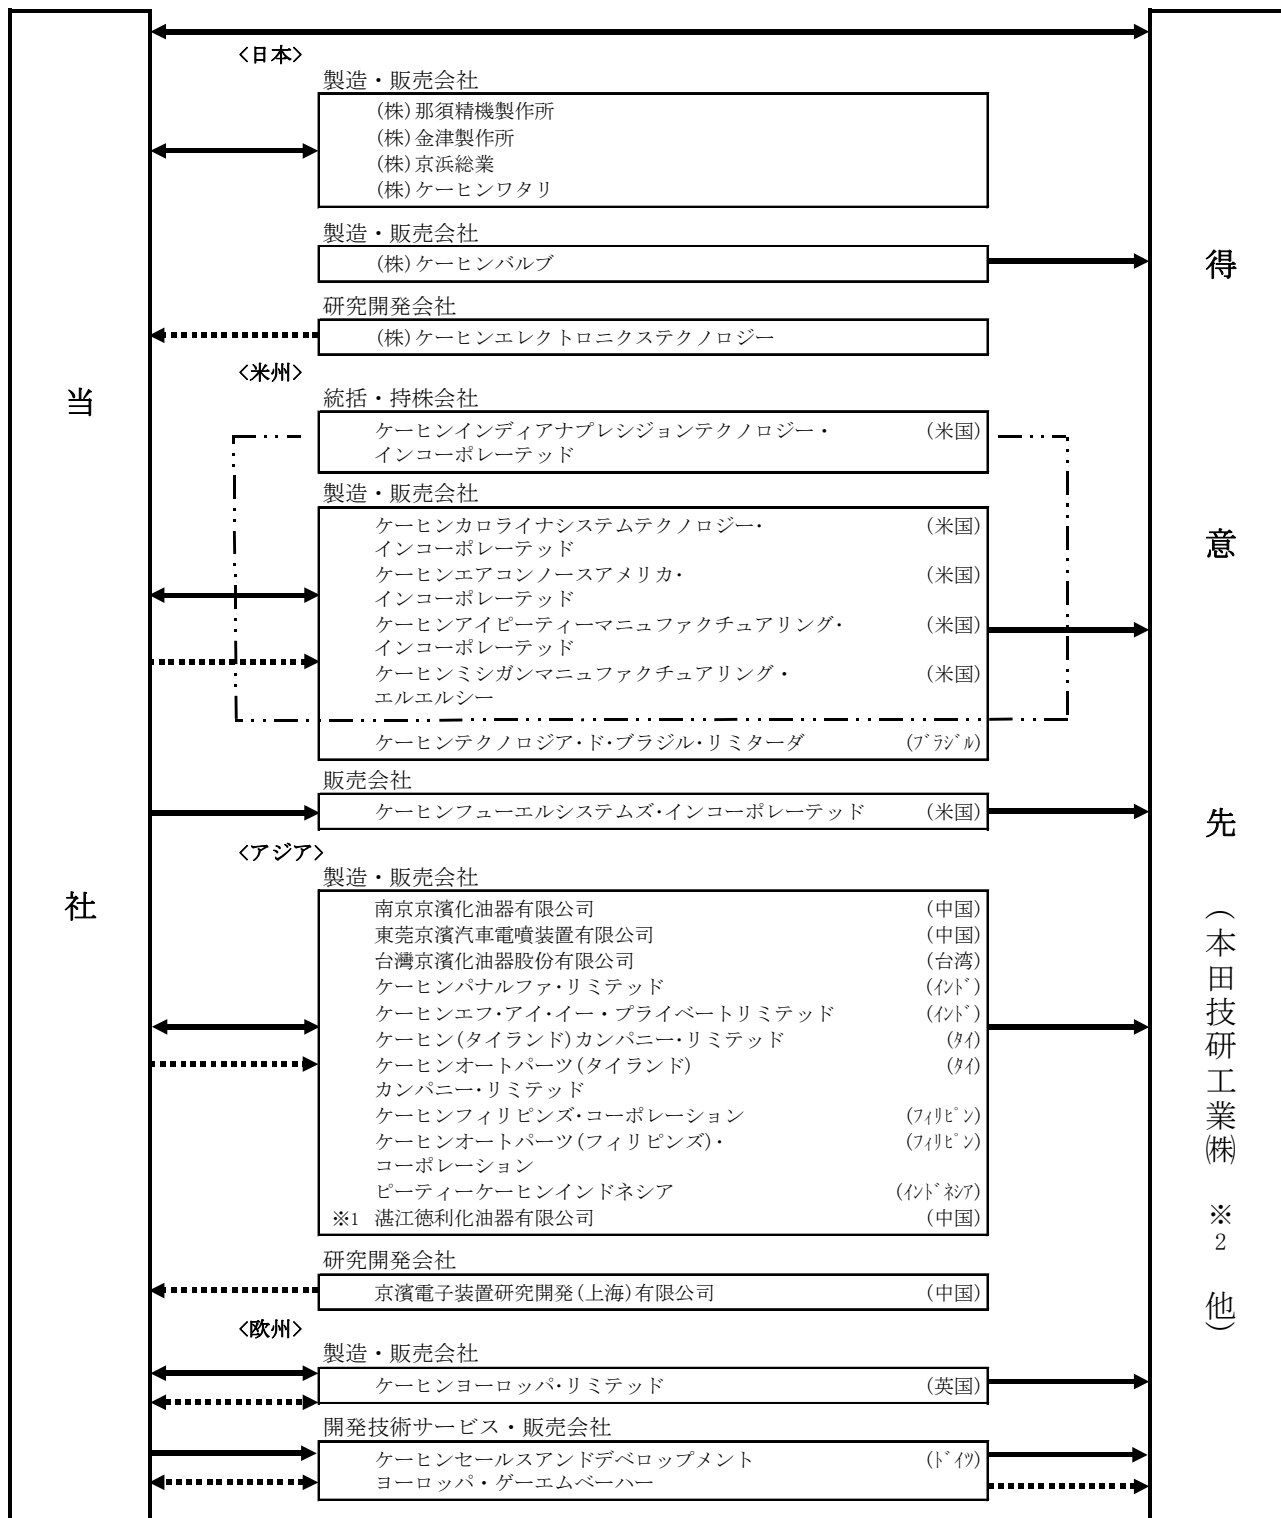 当社
<日本>
製造・販売会社
(株)那須精機製作所
(株)金津製作所
(株)京浜総業
(株)ケーヒンワタリ
製造・販売会社
(株)ケーヒンバルブ
研究開発会社
(株)ケーヒンエレクトロニクステクノロジー
<米州>
統括・持株会社
ケーヒンインディアナプレシジョンテクノロジー・ (米国)
インコーポレーテッド
製造・販売会社
ケーヒンカロライナシステムテクノロジー・ (米国)
インコーポレーテッド
ケーヒンエアコンノースアメリカ・ (米国)
インコーポレーテッド
ケーヒンアイピーティーマニュファクチュアリング・ (米国)
インコーポレーテッド
ケーヒンミシガンマニュファクチュアリング・ (米国)
エルエルシー
ケーヒンテクノロジア・ド・ブラジル・リミターダ (ブラジル)
販売会社
ケーヒンフューエルシステムズ・インコーポレーテッド (米国)
<アジア>
製造・販売会社
南京京濱化油器有限公司 (中国)
東莞京濱汽車電噴装置有限公司 (中国)
台灣京濱化油器股份有限公司 (台湾)
ケーヒンパナルファ・リミテッド (インド)
ケーヒンエフ・アイ・イー・プライベートリミテッド (インド)
ケーヒン(タイランド)カンパニー・リミテッド (タイ)
ケーヒンオートパーツ(タイランド) (タイ)
カンパニー・リミテッド
ケーヒンフィリピンズ・コーポレーション (フィリピン)
ケーヒンオートパーツ(フィリピンズ)・ (フィリピン)
コーポレーション
ピーティーケーヒンインドネシア (インドネシア)
※1 湛江徳利化油器有限公司 (中国)
研究開発会社
京濱電子装置研究開発(上海)有限公司 (中国)
<欧州>
製造・販売会社
ケーヒンヨーロッパ・リミテッド (英国)
開発技術サービス・販売会社
ケーヒンセールスアンドデベロップメント (ドイツ)
ヨーロッパ・ゲーエムベーハー
得意先(本田技研工業㈱ ※2 他)